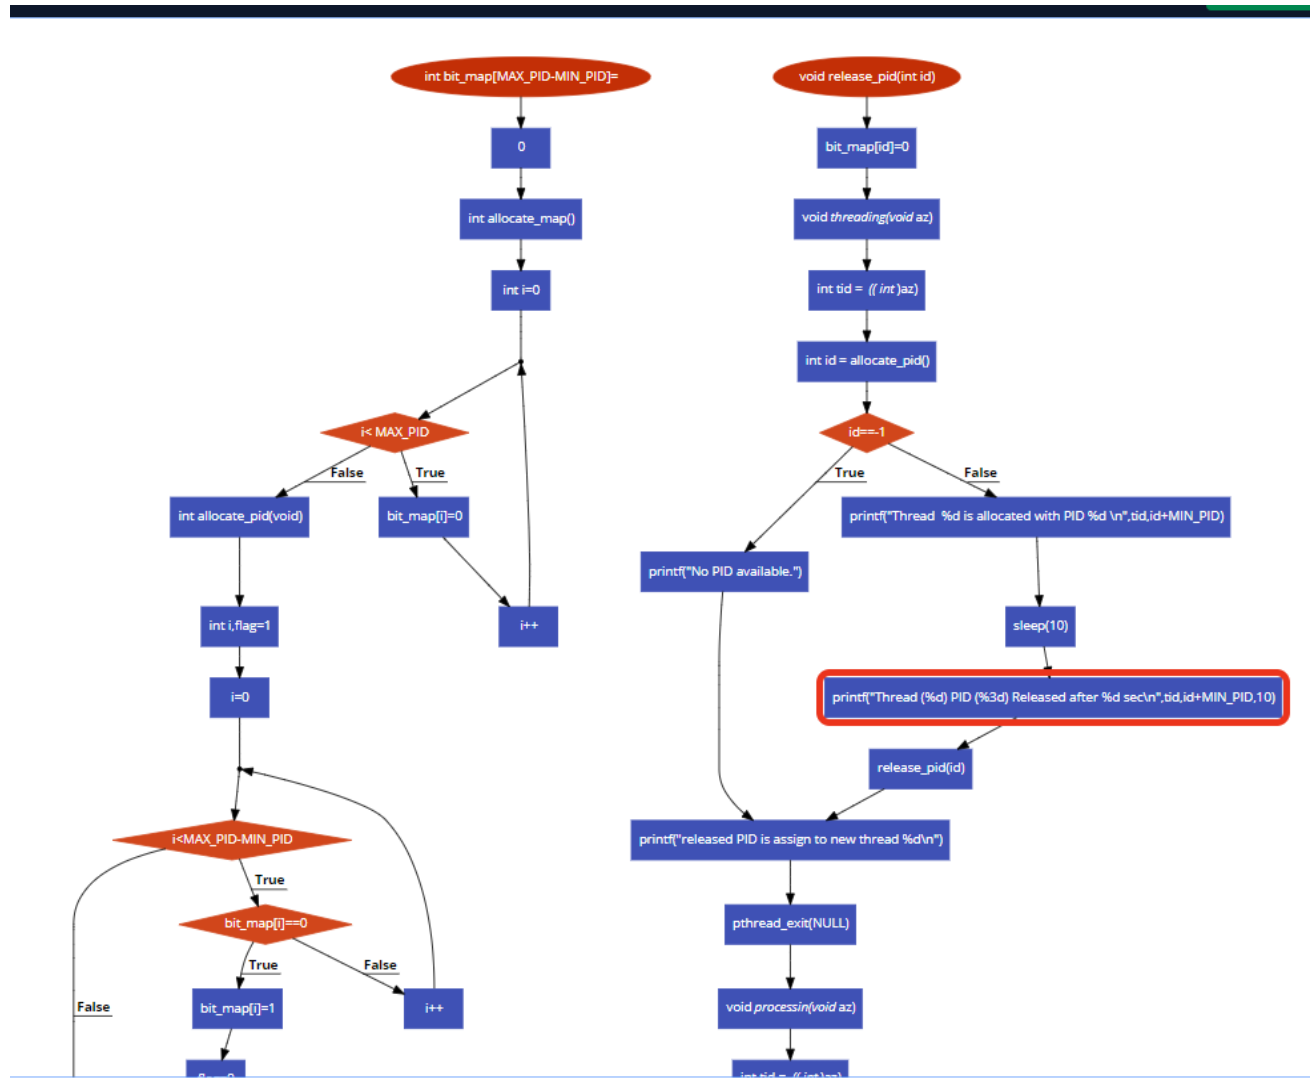 int bit_map[MAX_PID-MIN_PID]=
0
int allocate_map()
int i=0
i< MAX_PID
False
True
int allocate_pid(void)
bit_map[i]=0
int i,flag=1
i++
i=0
i<MAX_PID-MIN_PID
True
bit_map[i]==0
True
False
False
bit_map[i]=1
i++
void release_pid(int id)
bit_map[id]=0
void threading(void az)
int tid = (( int )az)
int id = allocate_pid()
id==-1
True
False
printf("Thread  %d is allocated with PID %d \n",tid,id+MIN_PID)
printf("No PID available.")
sleep(10)
printf("Thread (%d) PID (%3d) Released after %d sec\n",tid,id+MIN_PID,10)
release_pid(id)
printf("released PID is assign to new thread %d\n")
pthread_exit(NULL)
void processin(void az)
int tid = (( int )az)